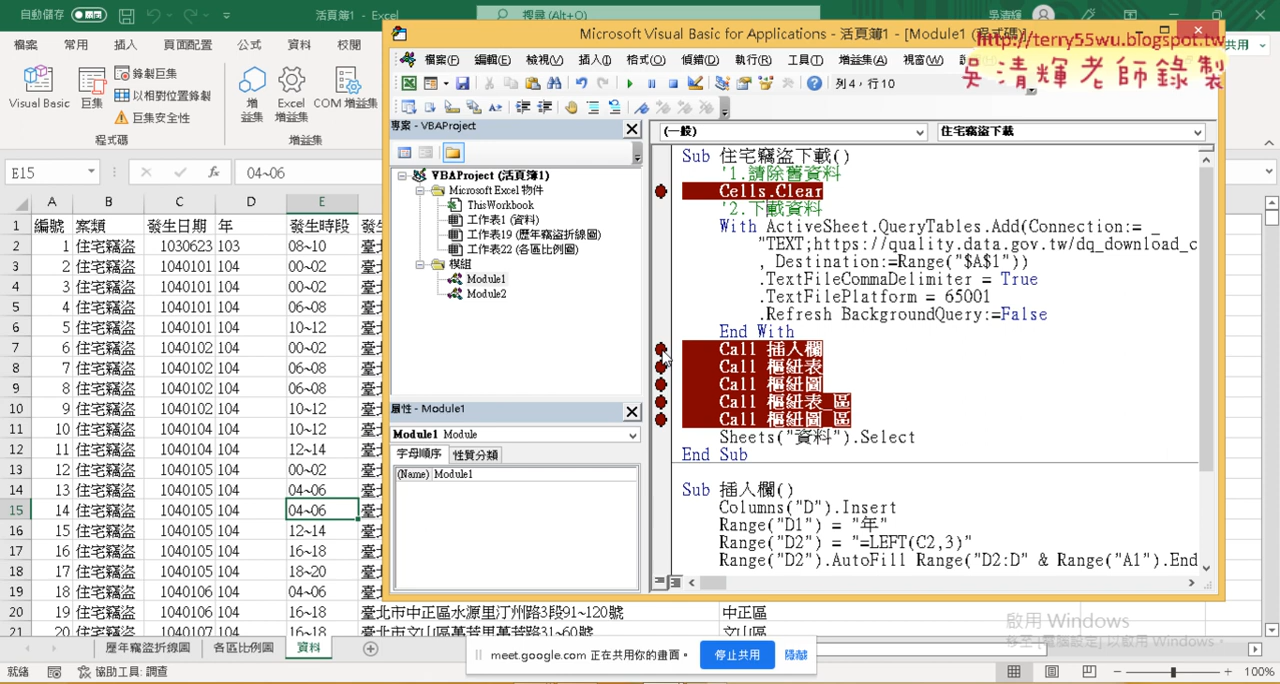 自動儲存
活頁簿1 - Excel
搜尋 (Alt+Q)
吳清輝
檔案 常用 插入 頁面配置 公式 資料 校閱
共用
Visual Basic
巨集
錄製巨集
以相對位置錄製
巨集安全性
程式碼
增益集
Excel 增益集
COM 增益集
增益集
E15
04~06
A B C D E
1 編號 案類 發生日期 年 發生時段
2 1 住宅竊盜 1030623 103 08~10 臺北
3 2 住宅竊盜 1040101 104 00~02
4 3 住宅竊盜 1040101 104 00~02
5 4 住宅竊盜 1040101 104 06~08
6 5 住宅竊盜 1040101 104 10~12
7 6 住宅竊盜 1040102 104 00~02
8 7 住宅竊盜 1040102 104 06~08
9 8 住宅竊盜 1040102 104 06~08
10 9 住宅竊盜 1040102 104 10~12
11 10 住宅竊盜 1040104 104 10~12
12 11 住宅竊盜 1040104 104 12~14
13 12 住宅竊盜 1040105 104 00~02
14 13 住宅竊盜 1040105 104 04~06
15 14 住宅竊盜 1040105 104 04~06
16 15 住宅竊盜 1040105 104 12~14
17 16 住宅竊盜 1040105 104 16~18
18 17 住宅竊盜 1040105 104 18~20
19 18 住宅竊盜 1040106 104 04~06
20 19 住宅竊盜 1040106 104 16~18 臺北市中正區水源里汀州路3段91~120號 中正區
21 20 住宅竊盜 1040107 104 16~18 臺北市文山區萬芳里萬芳路31~60號 文山區
歷年竊盜折線圖 各區比例圖 資料
就緒 協助工具: 調查
100%
Microsoft Visual Basic for Applications - 活頁簿1 - [Module1 (程式碼)]
http://terry55wu.blogspot.tw
吳清輝老師錄製
檔案(F) 編輯(E) 檢視(V) 插入(I) 格式(O) 偵錯(D) 執行(R) 工具(T) 增益集(A) 視窗(W)
列 4，行 10
專案 - VBAProject
VBAProject (活頁簿1)
Microsoft Excel 物件
ThisWorkbook
工作表1 (資料)
工作表19 (歷年竊盜折線圖)
工作表22 (各區比例圖)
模組
Module1
Module2
屬性 - Module1
Module1 Module
字母順序 性質分類
(Name) Module1
(一般) 住宅竊盜下載
Sub 住宅竊盜下載()
'1.請除舊資料
Cells.Clear
'2.下載資料
With ActiveSheet.QueryTables.Add(Connection:= _
"TEXT;https://quality.data.gov.tw/dq_download_c
, Destination:=Range("$A$1"))
.TextFileCommaDelimiter = True
.TextFilePlatform = 65001
.Refresh BackgroundQuery:=False
End With
Call 插入欄
Call 樞紐表
Call 樞紐圖
Call 樞紐表_區
Call 樞紐圖_區
Sheets("資料").Select
End Sub
Sub 插入欄()
Columns("D").Insert
Range("D1") = "年"
Range("D2") = "=LEFT(C2,3)"
Range("D2").AutoFill Range("D2:D" & Range("A1").End
啟用 Windows
移至 [電腦設定] 以啟用 Windows。
meet.google.com 正在共用你的畫面。 停止共用 隱藏